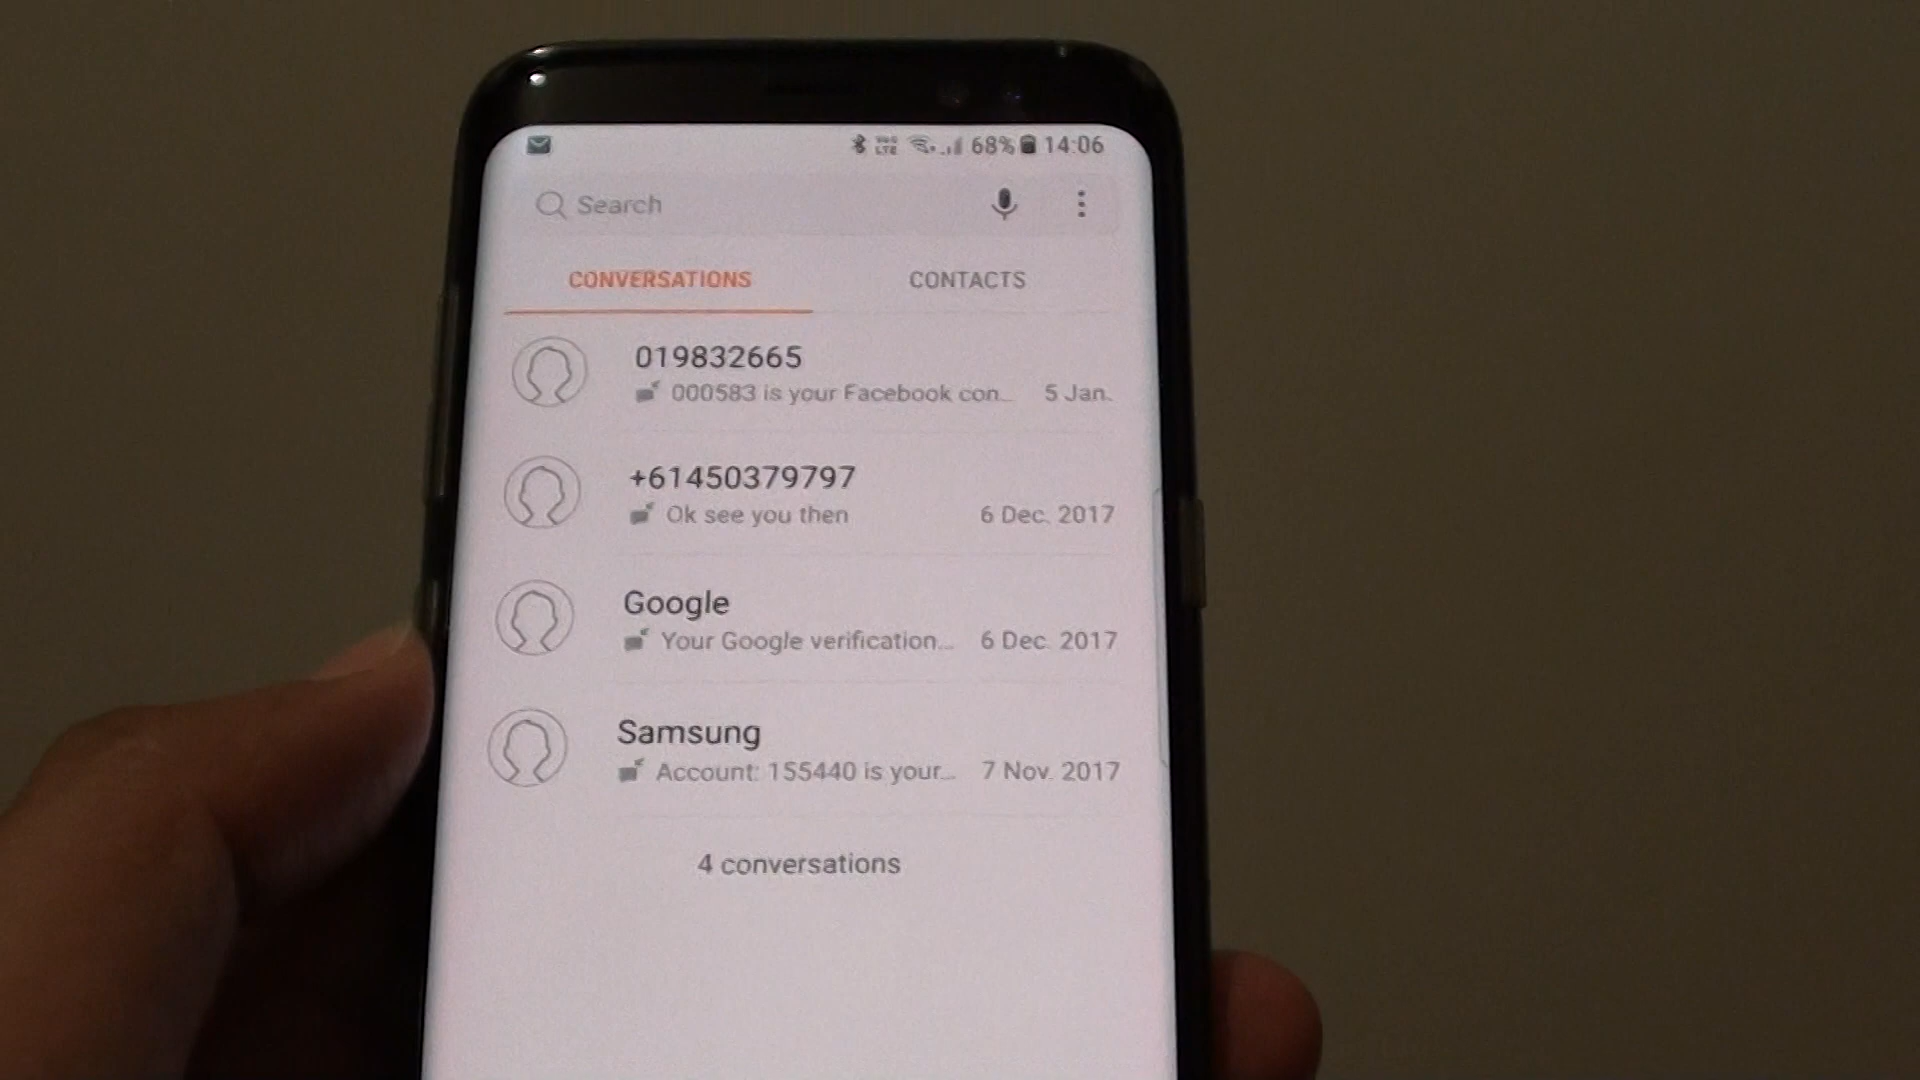 68% 14:06
Search
CONVERSATIONS CONTACTS
019832665
000583 is your Facebook con... 5 Jan.
+61450379797
Ok see you then 6 Dec. 2017
Google
Your Google verification... 6 Dec. 2017
Samsung
Account: 155440 is your... 7 Nov. 2017
4 conversations